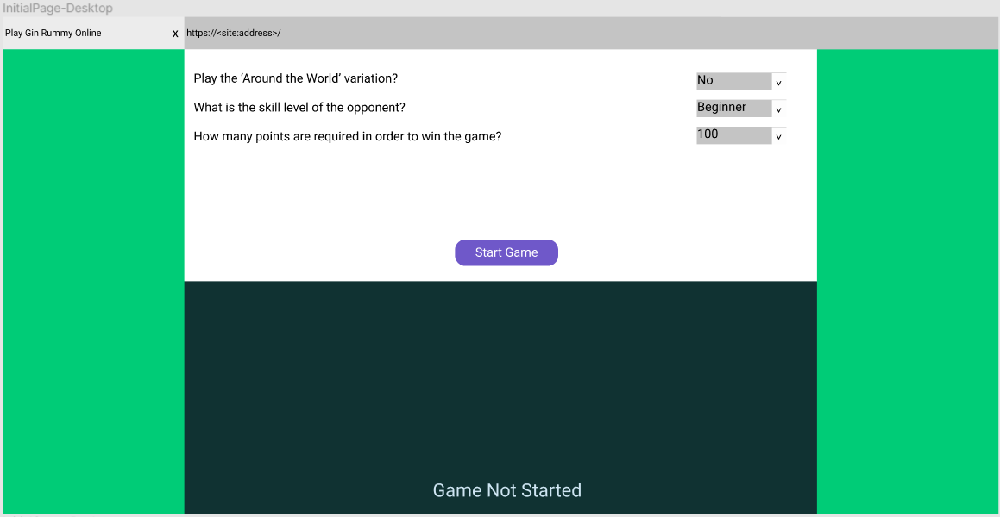 InitialPage-Desktop
Play Gin Rummy Online x https://<site:address>/
Play the ‘Around the World’ variation? No v
What is the skill level of the opponent? Beginner v
How many points are required in order to win the game? 100 v
Start Game
Game Not Started